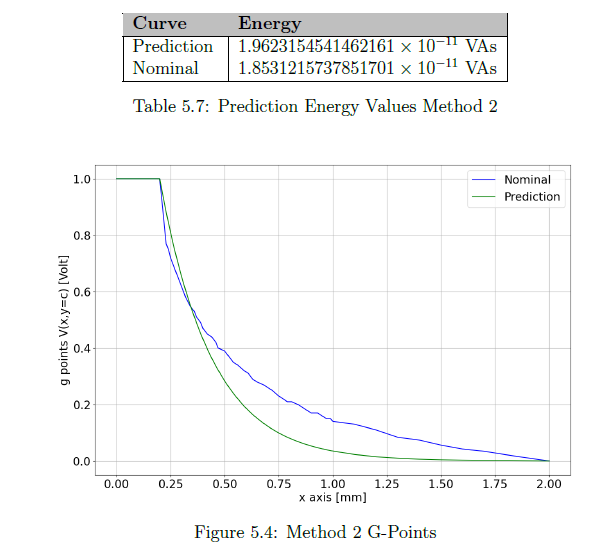 Curve Energy
Prediction 1.9623154541462161 × 10⁻¹¹ VAs
Nominal 1.8531215737851701 × 10⁻¹¹ VAs
Table 5.7: Prediction Energy Values Method 2
Nominal
Prediction
g points V(x,y=c) [Volt]
1.0
0.8
0.6
0.4
0.2
0.0
0.00 0.25 0.50 0.75 1.00 1.25 1.50 1.75 2.00
x axis [mm]
Figure 5.4: Method 2 G-Points